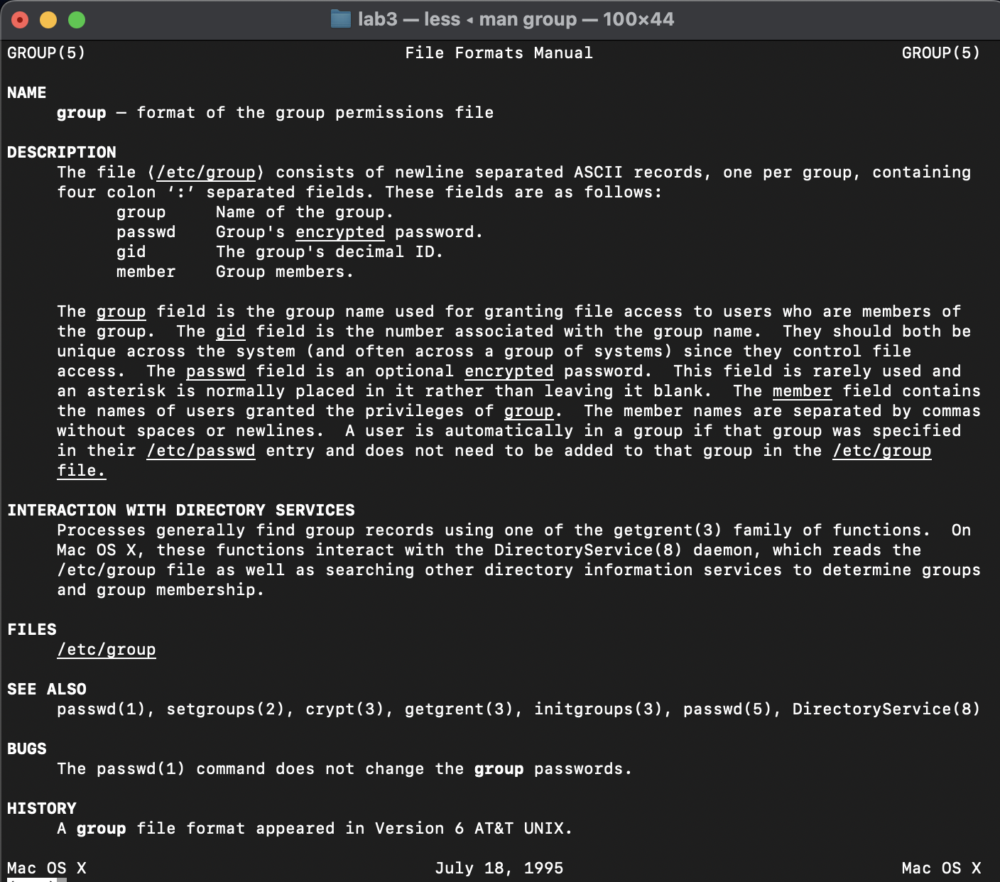 lab3 — less ◂ man group — 100×44
GROUP(5) File Formats Manual GROUP(5)
NAME
group — format of the group permissions file
DESCRIPTION
The file ⟨/etc/group⟩ consists of newline separated ASCII records, one per group, containing
four colon ‘:’ separated fields. These fields are as follows:
group Name of the group.
passwd Group's encrypted password.
gid The group's decimal ID.
member Group members.
The group field is the group name used for granting file access to users who are members of
the group. The gid field is the number associated with the group name. They should both be
unique across the system (and often across a group of systems) since they control file
access. The passwd field is an optional encrypted password. This field is rarely used and
an asterisk is normally placed in it rather than leaving it blank. The member field contains
the names of users granted the privileges of group. The member names are separated by commas
without spaces or newlines. A user is automatically in a group if that group was specified
in their /etc/passwd entry and does not need to be added to that group in the /etc/group
file.
INTERACTION WITH DIRECTORY SERVICES
Processes generally find group records using one of the getgrent(3) family of functions. On
Mac OS X, these functions interact with the DirectoryService(8) daemon, which reads the
/etc/group file as well as searching other directory information services to determine groups
and group membership.
FILES
/etc/group
SEE ALSO
passwd(1), setgroups(2), crypt(3), getgrent(3), initgroups(3), passwd(5), DirectoryService(8)
BUGS
The passwd(1) command does not change the group passwords.
HISTORY
A group file format appeared in Version 6 AT&T UNIX.
Mac OS X July 18, 1995 Mac OS X